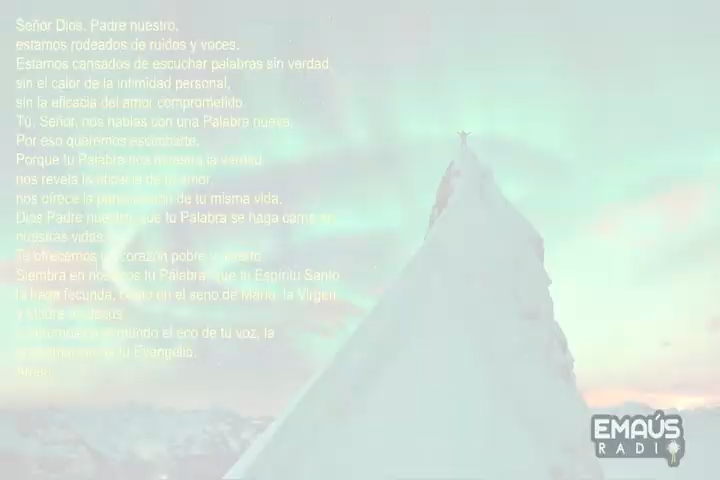 Señor Dios, Padre nuestro,
estamos rodeados de ruidos y voces.
Estamos cansados de escuchar palabras sin verdad,
sin el calor de la intimidad personal,
sin la eficacia del amor comprometido.
Tú, Señor, nos hablas con una Palabra nueva.
Por eso queremos escucharte.
Porque tu Palabra nos muestra la verdad,
nos revela la eficacia de tu amor,
nos ofrece la participación de tu misma vida.
Dios Padre nuestro, que tu Palabra se haga carne en
nuestras vidas.
Te ofrecemos un corazón pobre y abierto.
Siembra en nosotros tu Palabra, que tu Espíritu Santo
la haga fecunda, como en el seno de María, la Virgen
y Madre de Jesús,
el mundo el eco de tu voz, la
tu Evangelio.
Amén.
EMAÚS
RADIO